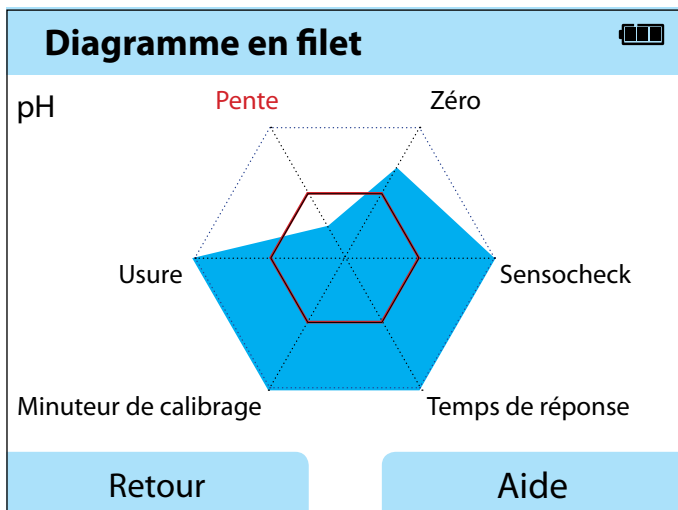 Diagramme en filet
pH
Pente
Zéro
Usure
Sensocheck
Minuteur de calibrage
Temps de réponse
Retour
Aide